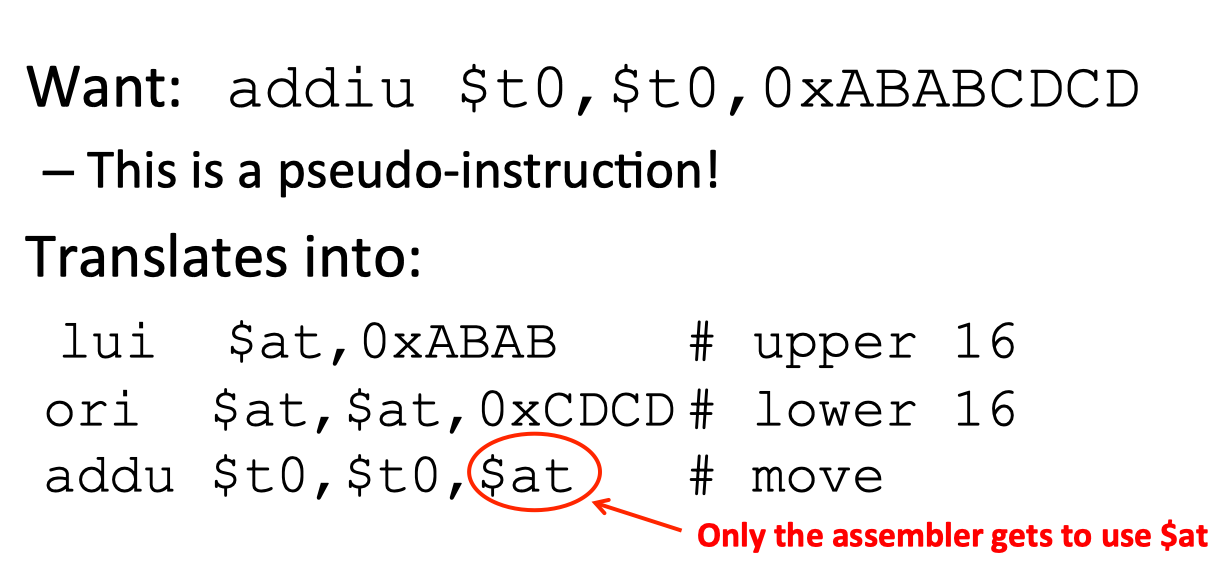 Want: addiu $t0,$t0,0xABABCDCD
– This is a pseudo-instruction!
Translates into:
lui $at,0xABAB # upper 16
ori $at,$at,0xCDCD # lower 16
addu $t0,$t0,$at # move
Only the assembler gets to use $at